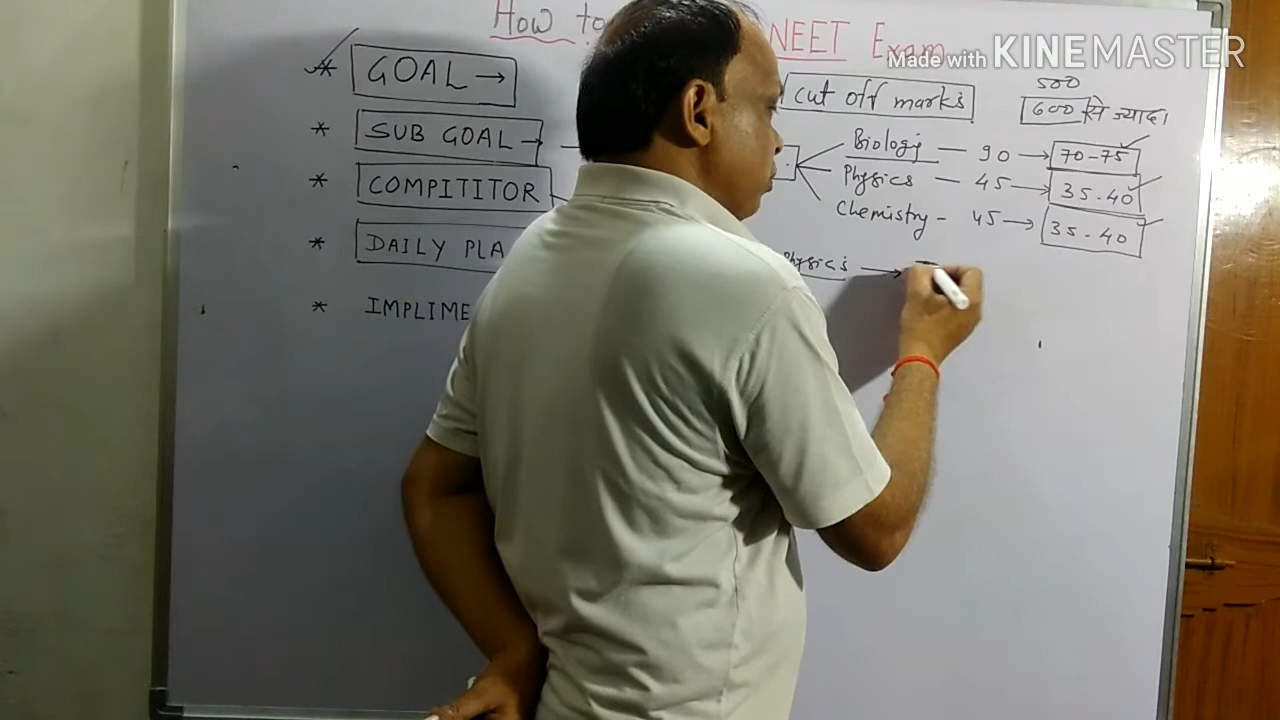 How to NEET Exam
Made with KINEMASTER
* GOAL → cut off marks 500
600 से ज्यादा।
* SUB GOAL → Biology – 90 → 70-75
* COMPITITOR Physics – 45 → 35-40
Chemistry – 45 → 35-40
* DAILY PLA Physics →
* IMPLIME